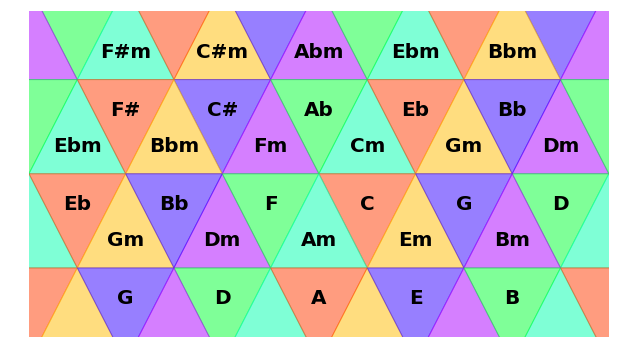 F#m C#m Abm Ebm Bbm
F# C# Ab Eb Bb
Ebm Bbm Fm Cm Gm Dm
Eb Bb F C G D
Gm Dm Am Em Bm
G D A E B